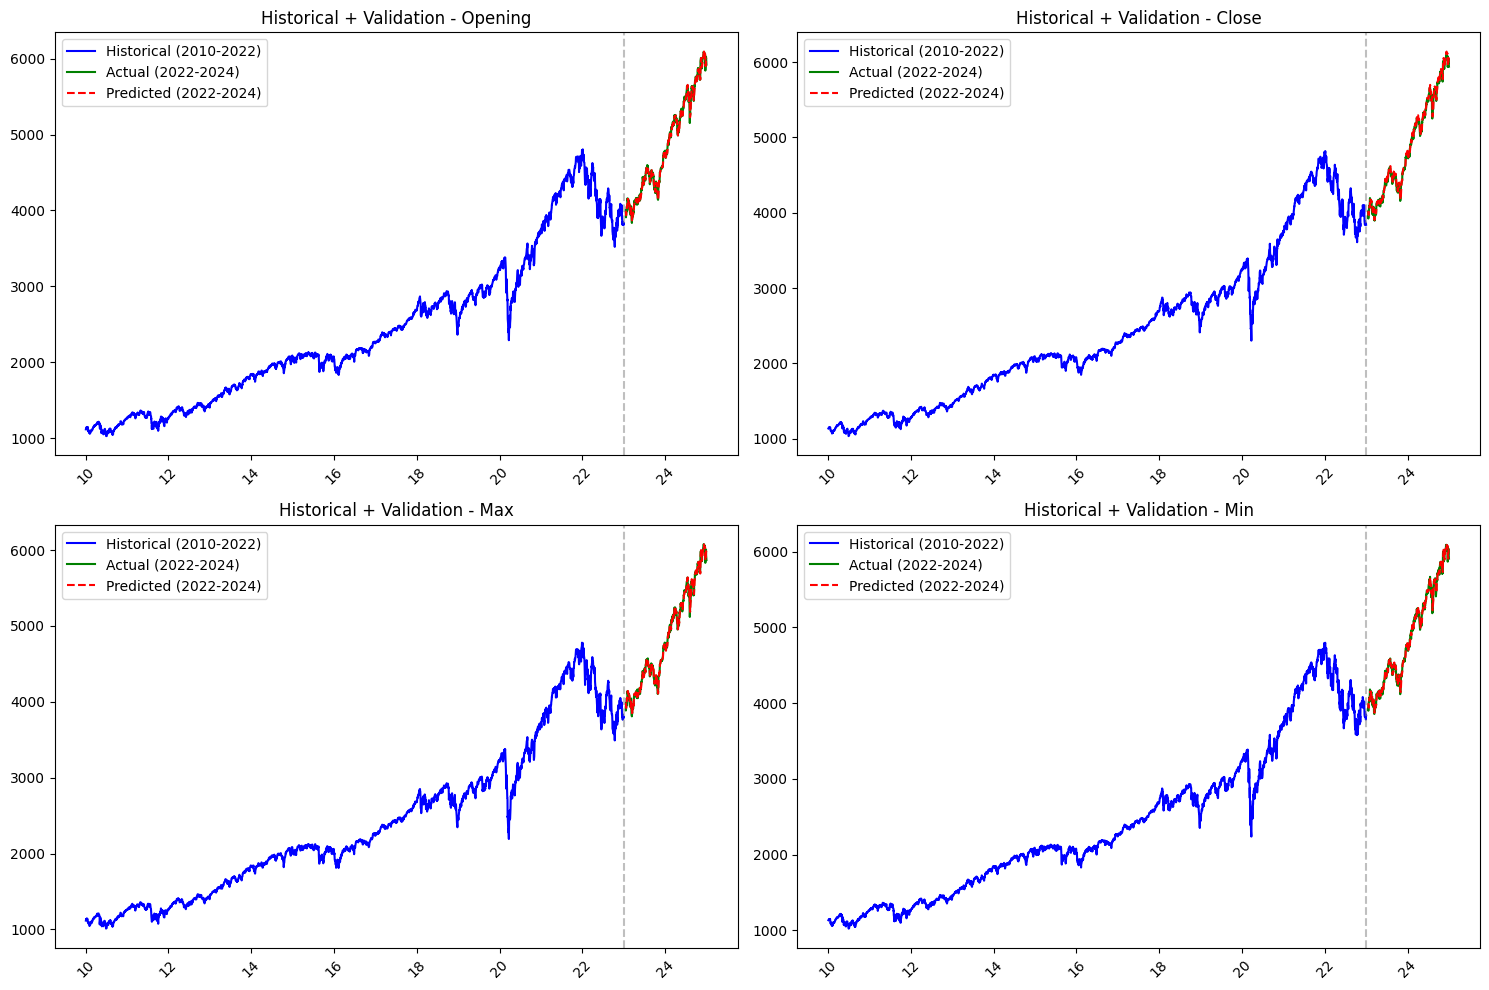 Historical + Validation - Opening
Historical (2010-2022)
Actual (2022-2024)
Predicted (2022-2024)
6000
5000
4000
3000
2000
1000
10 12 14 16 18 20 22 24
Historical + Validation - Close
Historical (2010-2022)
Actual (2022-2024)
Predicted (2022-2024)
6000
5000
4000
3000
2000
1000
10 12 14 16 18 20 22 24
Historical + Validation - Max
Historical (2010-2022)
Actual (2022-2024)
Predicted (2022-2024)
6000
5000
4000
3000
2000
1000
10 12 14 16 18 20 22 24
Historical + Validation - Min
Historical (2010-2022)
Actual (2022-2024)
Predicted (2022-2024)
6000
5000
4000
3000
2000
1000
10 12 14 16 18 20 22 24